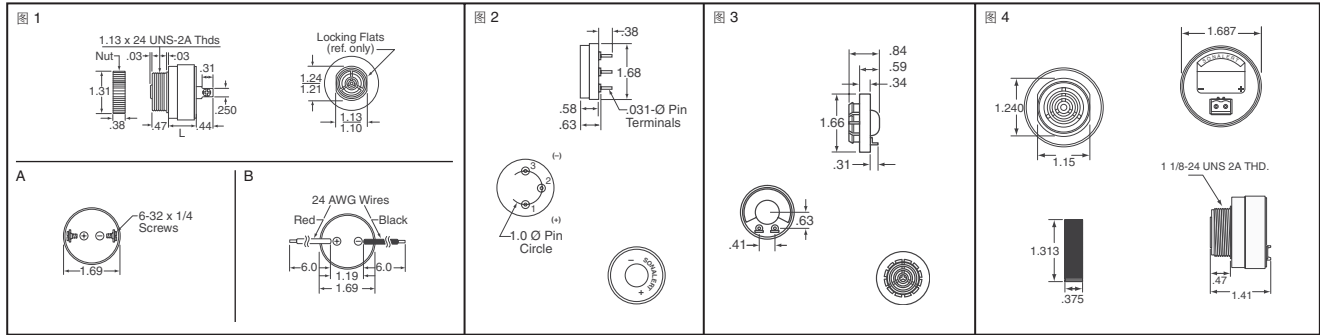 图 1
1.13 x 24 UNS-2A Thds
Nut
.03
.03
.31
1.31
.250
.38
.47
L
.44
Locking Flats
(ref. only)
1.24
1.21
1.13
1.10
A
6-32 x 1/4
Screws
+
−
1.69
B
24 AWG Wires
Red
Black
+
−
6.0
1.19
6.0
1.69
图 2
.38
1.68
.58
.031-Ø Pin
Terminals
.63
(−)
3
2
1
(+)
1.0 Ø Pin
Circle
−
SONALERT
+
图 3
.84
.59
.34
1.66
.31
.63
.41
图 4
1.687
SONALERT
−
+
1.240
1.15
1 1/8-24 UNS 2A THD.
1.313
.375
.47
1.41